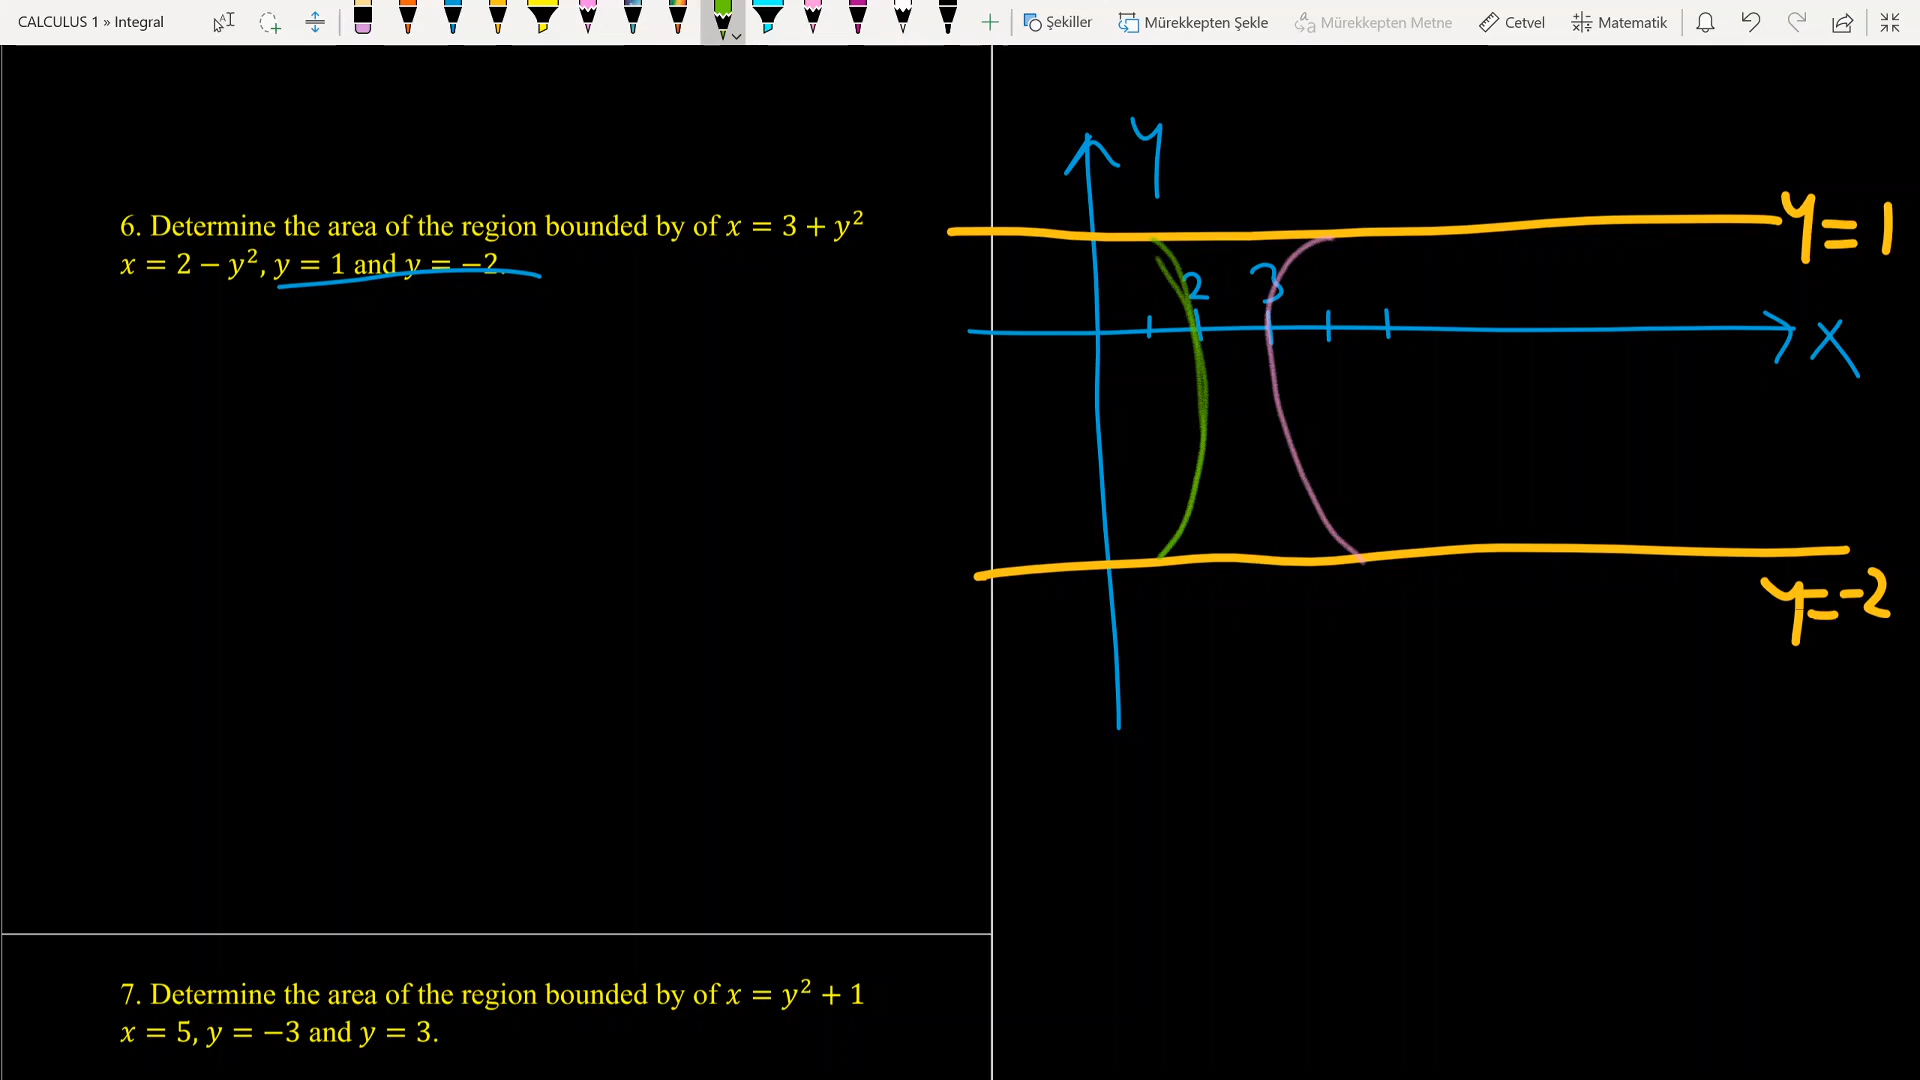 CALCULUS 1 » Integral
Şekiller
Mürekkepten Şekle
Mürekkepten Metne
Cetvel
Matematik
6. Determine the area of the region bounded by of x = 3 + y²
x = 2 − y², y = 1 and y = −2.
y
y = 1
2 3
x
y = -2
7. Determine the area of the region bounded by of x = y² + 1
x = 5, y = −3 and y = 3.